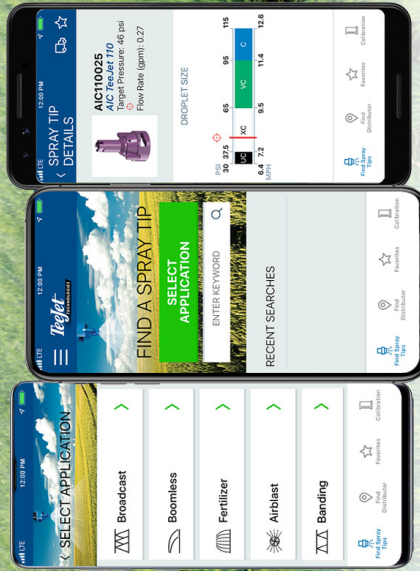 LTE 12:00 PM
SELECT APPLICATION
Broadcast
Boomless
Fertilizer
Airblast
Banding
Find Spray Tips
Find Distributor
Favorites
Calibration
LTE 12:00 PM
TeeJet
TECHNOLOGIES
FIND A SPRAY TIP
SELECT
APPLICATION
ENTER KEYWORD
RECENT SEARCHES
Find Spray Tips
Find Distributor
Favorites
Calibration
LTE 12:00 PM
SPRAY TIP
DETAILS
AIC110025
AIC TeeJet 110
Target Pressure: 46 psi
Flow Rate (gpm): 0.27
DROPLET SIZE
PSI
30 37.5 65 95 115
UC XC VC C
6.4 7.2 9.5 11.4 12.6
MPH
Find Spray Tips
Find Distributor
Favorites
Calibration